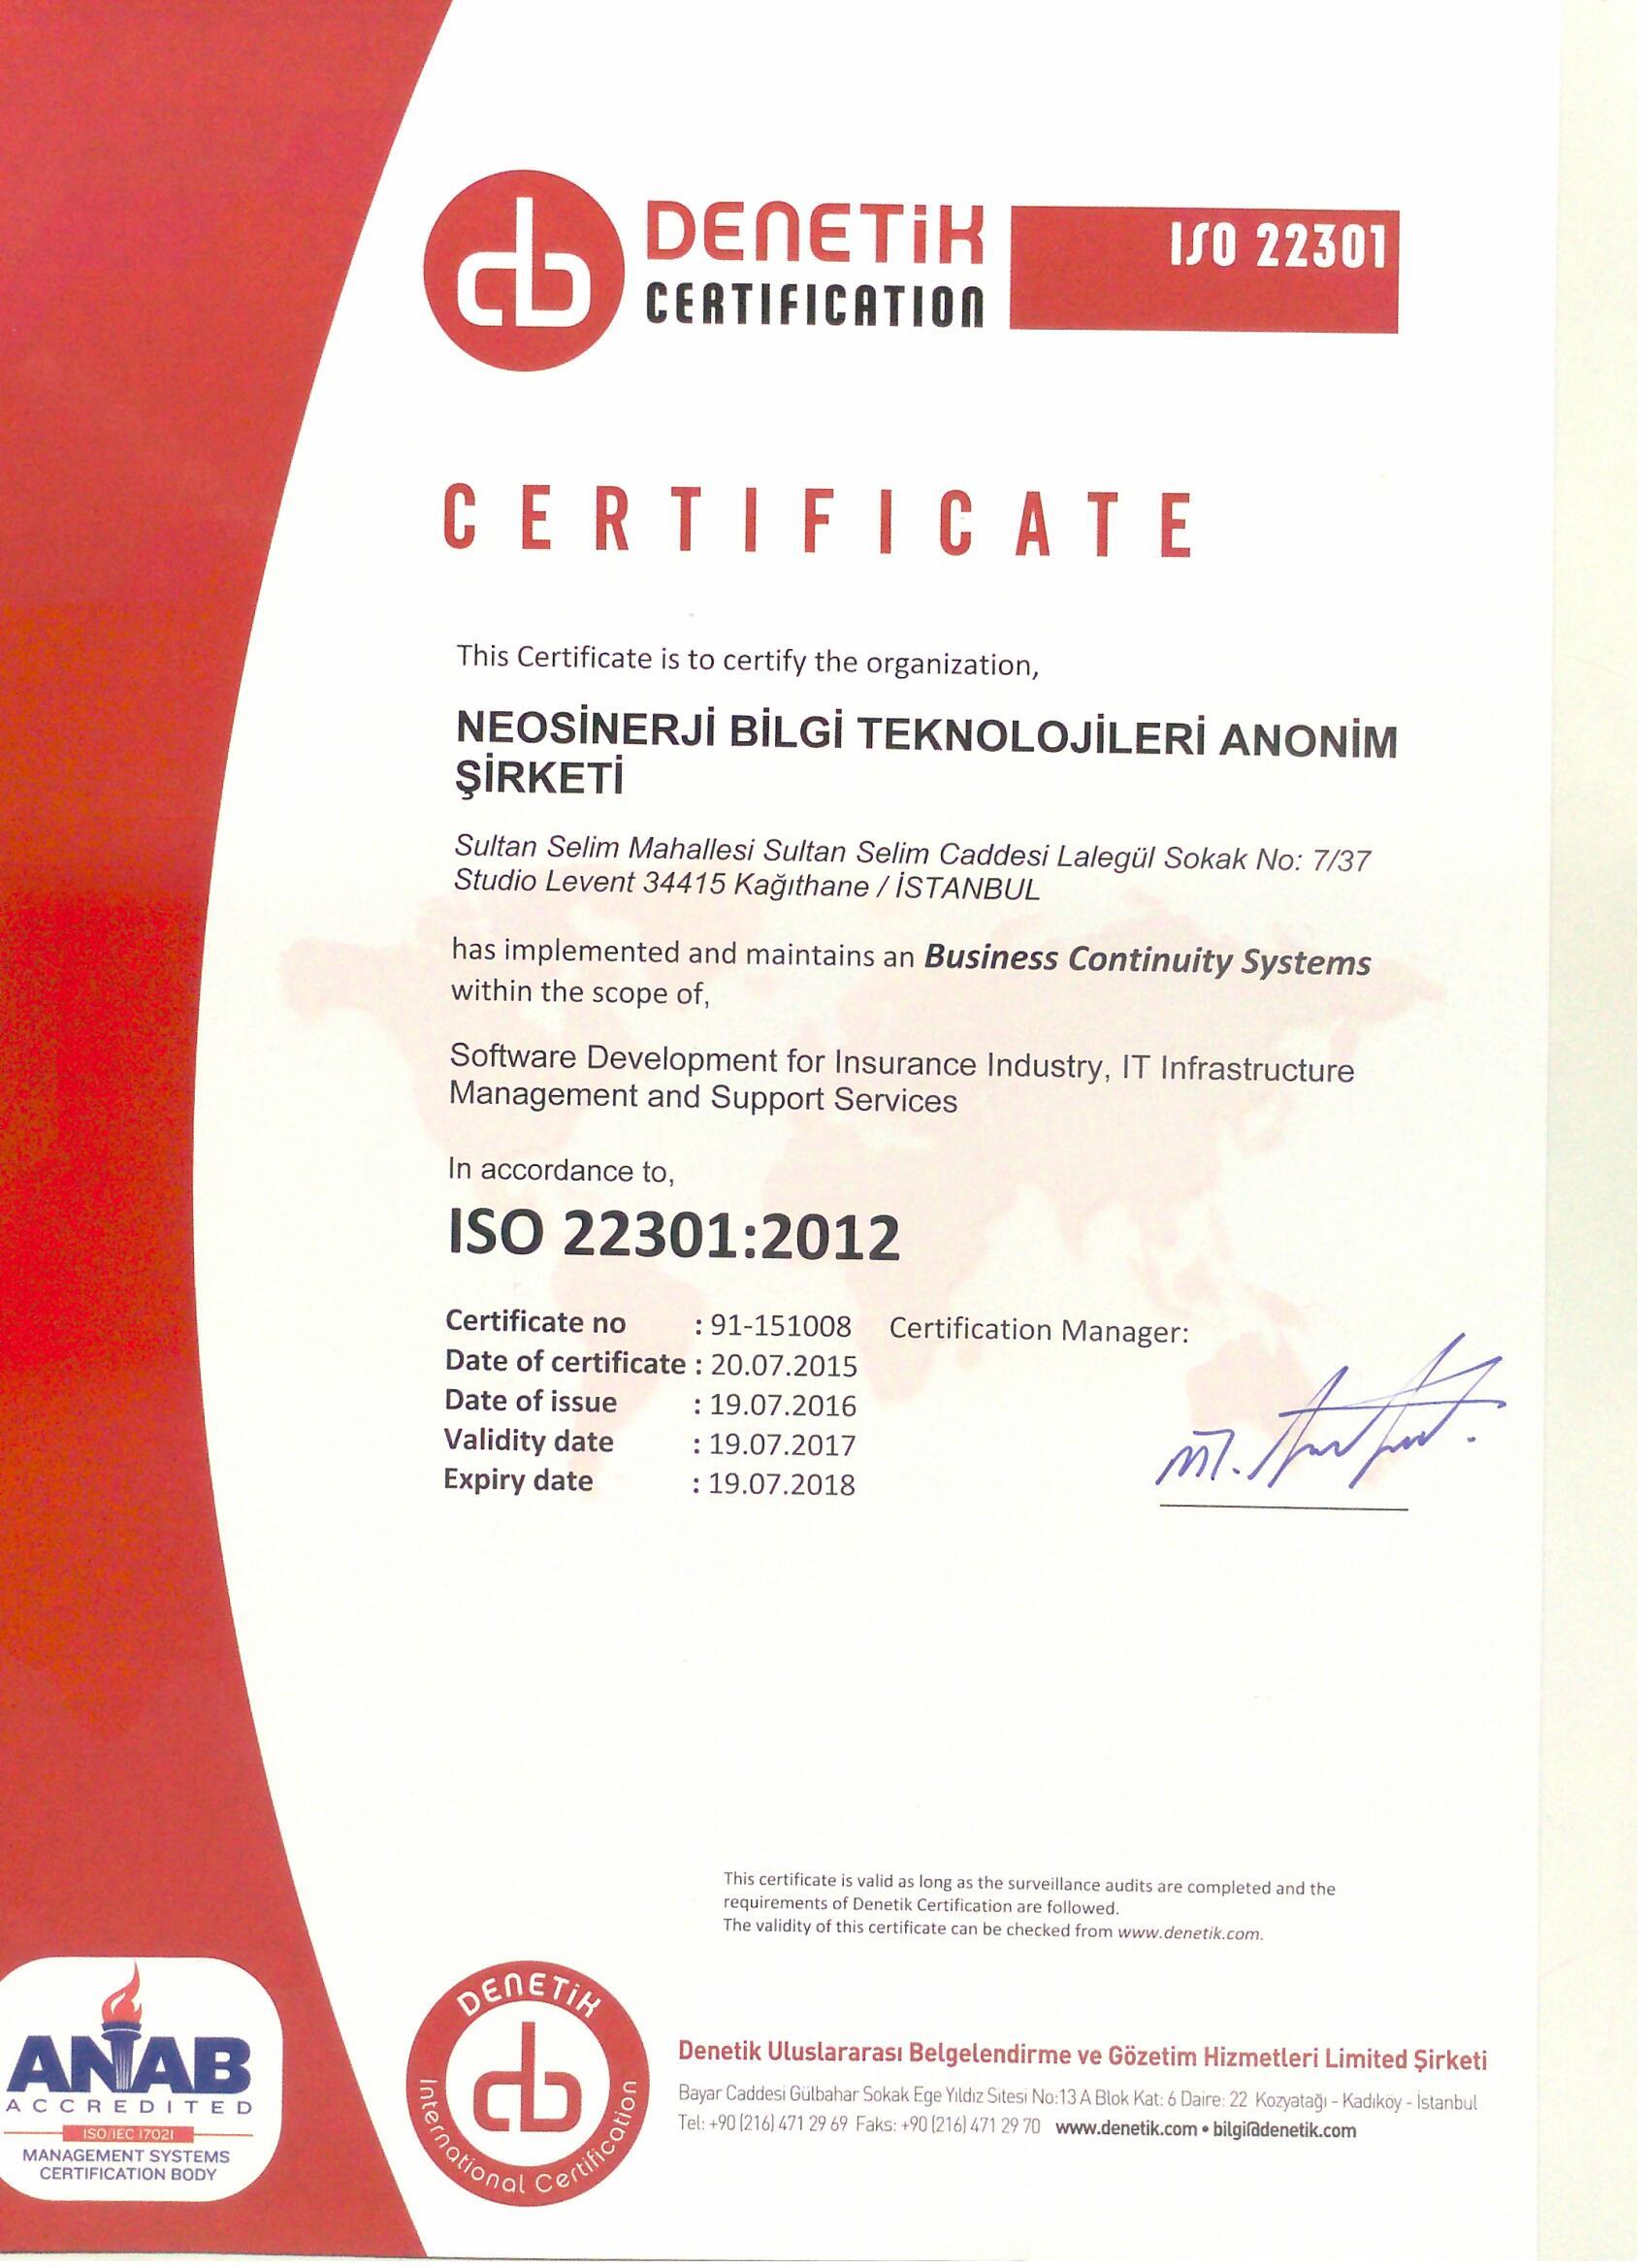 DENETİK
CERTIFICATION
ISO 22301
CERTIFICATE
This Certificate is to certify the organization,
NEOSİNERJİ BİLGİ TEKNOLOJİLERİ ANONİM
ŞİRKETİ
Sultan Selim Mahallesi Sultan Selim Caddesi Lalegül Sokak No: 7/37
Studio Levent 34415 Kağıthane / İSTANBUL
has implemented and maintains an Business Continuity Systems
within the scope of,
Software Development for Insurance Industry, IT Infrastructure
Management and Support Services
In accordance to,
ISO 22301:2012
Certificate no : 91-151008 Certification Manager:
Date of certificate : 20.07.2015
Date of issue : 19.07.2016
Validity date : 19.07.2017
Expiry date : 19.07.2018
This certificate is valid as long as the surveillance audits are completed and the
requirements of Denetik Certification are followed.
The validity of this certificate can be checked from www.denetik.com.
ANAB
ACCREDITED
ISO/IEC 17021
MANAGEMENT SYSTEMS
CERTIFICATION BODY
DENETİK
International Certification
Denetik Uluslararası Belgelendirme ve Gözetim Hizmetleri Limited Şirketi
Bayar Caddesi Gülbahar Sokak Ege Yıldız Sitesi No:13 A Blok Kat: 6 Daire: 22 Kozyatağı - Kadıköy - İstanbul
Tel: +90 (216) 471 29 69 Faks: +90 (216) 471 29 70 www.denetik.com • bilgi@denetik.com